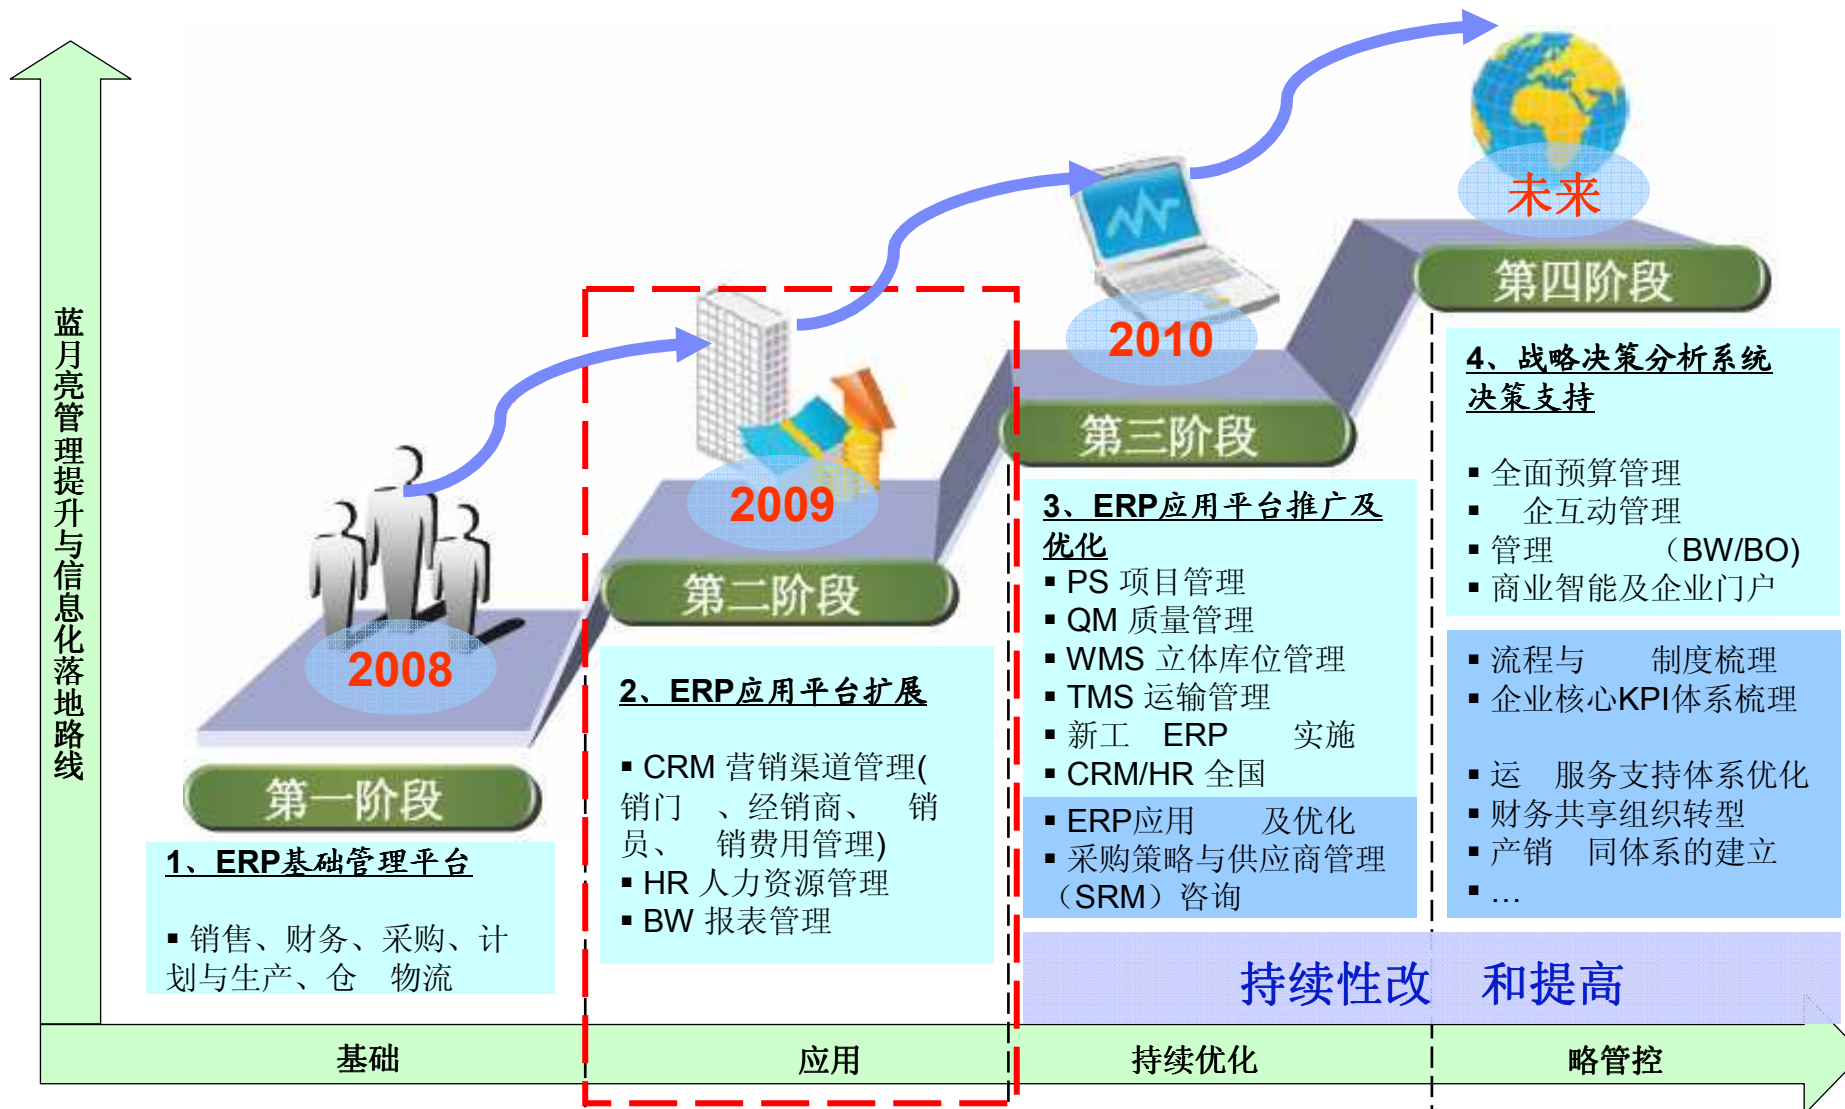 蓝月亮管理提升与信息化落地路线
2008
第一阶段
1、ERP基础管理平台
▪ 销售、财务、采购、计
划与生产、仓 物流
2009
第二阶段
2、ERP应用平台扩展
▪ CRM 营销渠道管理(
销门 、经销商、 销
员、 销费用管理)
▪ HR 人力资源管理
▪ BW 报表管理
2010
第三阶段
3、ERP应用平台推广及
优化
▪ PS 项目管理
▪ QM 质量管理
▪ WMS 立体库位管理
▪ TMS 运输管理
▪ 新工 ERP 实施
▪ CRM/HR 全国
▪ ERP应用 及优化
▪ 采购策略与供应商管理
（SRM）咨询
未来
第四阶段
4、战略决策分析系统
决策支持
▪ 全面预算管理
▪ 企互动管理
▪ 管理 （BW/BO)
▪ 商业智能及企业门户
▪ 流程与 制度梳理
▪ 企业核心KPI体系梳理
▪ 运 服务支持体系优化
▪ 财务共享组织转型
▪ 产销 同体系的建立
▪ ...
持续性改 和提高
基础
应用
持续优化
略管控